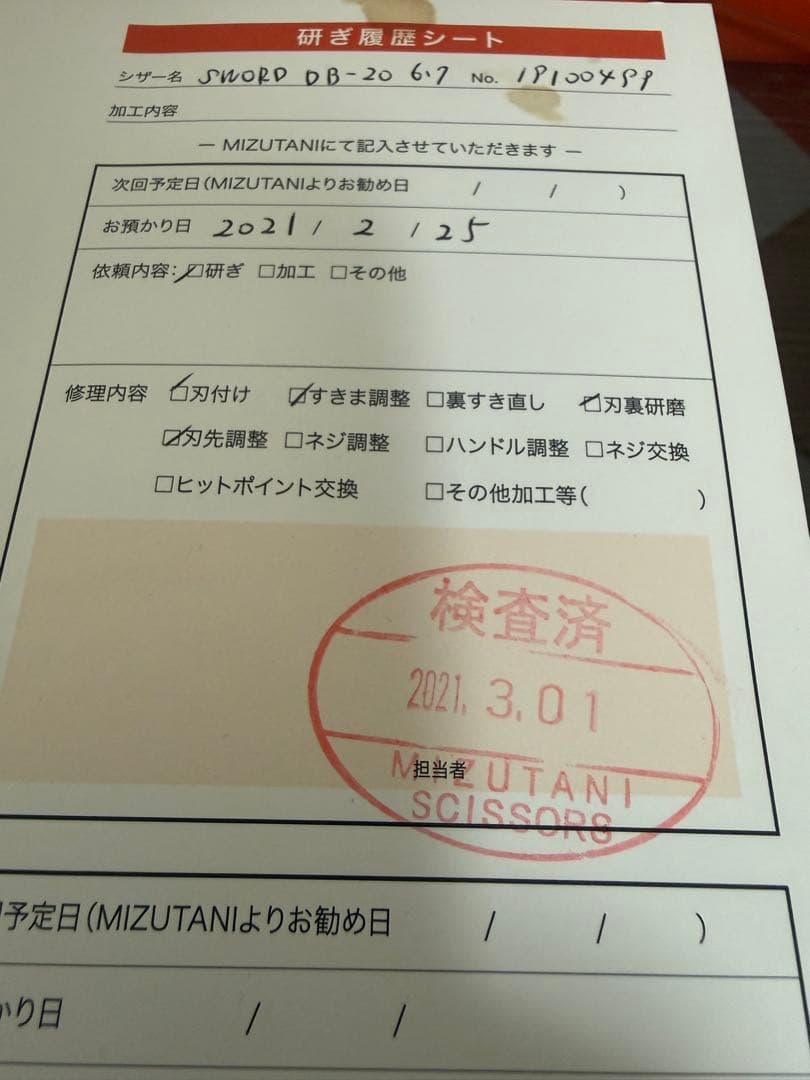 研ぎ履歴シート
シザー名 SWORD DB-20 6.7 No. 19100499
加工内容
— MIZUTANIにて記入させていただきます —
次回予定日(MIZUTANIよりお勧め日 / / )
お預かり日 2021 / 2 / 25
依頼内容: ☑研ぎ □加工 □その他
修理内容 ☑刃付け ☑すきま調整 □裏すき直し ☑刃裏研磨
☑刃先調整 □ネジ調整 □ハンドル調整 □ネジ交換
□ヒットポイント交換 □その他加工等( )
検査済
2021. 3. 01
担当者
MIZUTANI
SCISSORS
予定日(MIZUTANIよりお勧め日 / / )
かり日 / /